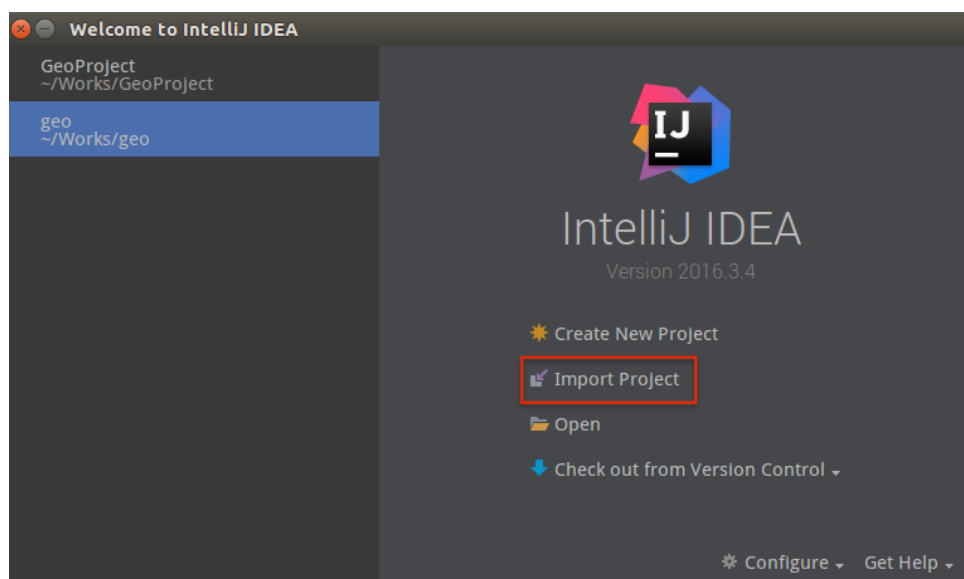 Welcome to IntelliJ IDEA
GeoProject
~/Works/GeoProject
geo
~/Works/geo
IJ
IntelliJ IDEA
Version 2016.3.4
Create New Project
Import Project
Open
Check out from Version Control
Configure
Get Help